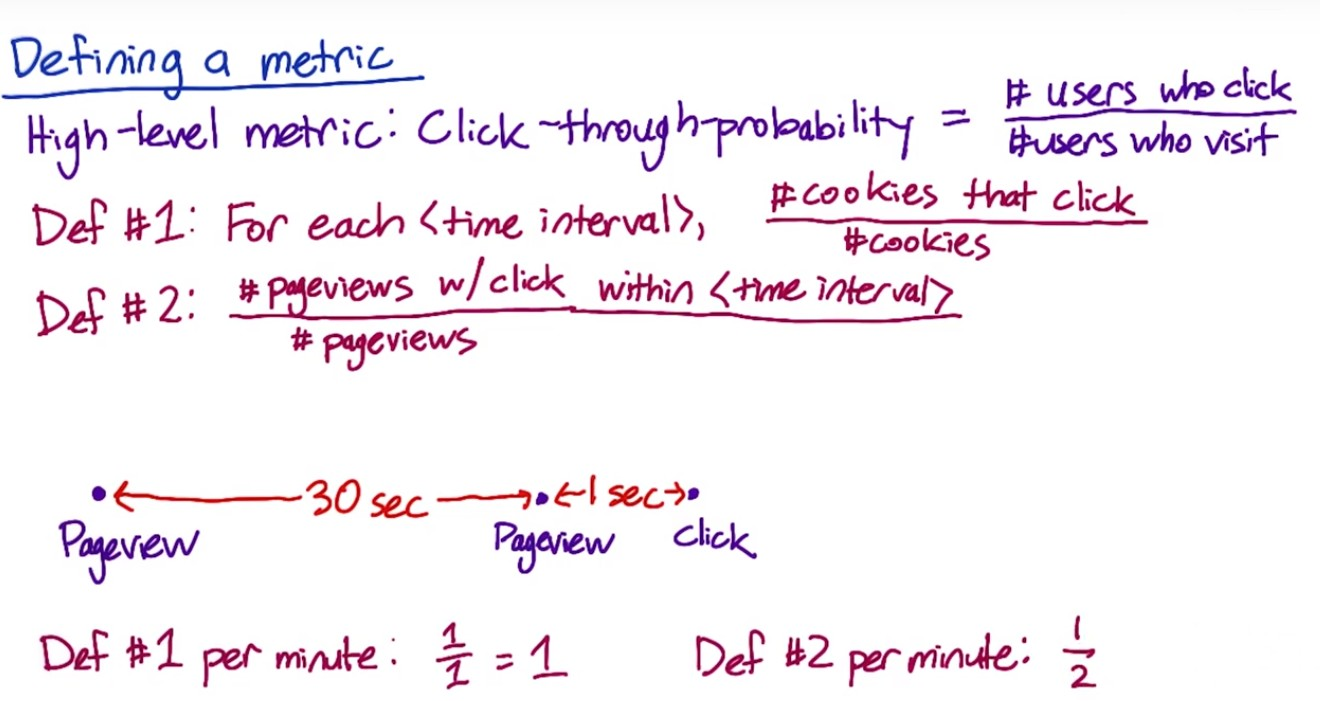 Defining a metric
High-level metric: Click-through-probability = # users who click / # users who visit
Def #1: For each <time interval>, # cookies that click / # cookies
Def #2: # pageviews w/ click within <time interval> / # pageviews
30 sec 1 sec
Pageview Pageview Click
Def #1 per minute: 1/1 = 1 Def #2 per minute: 1/2